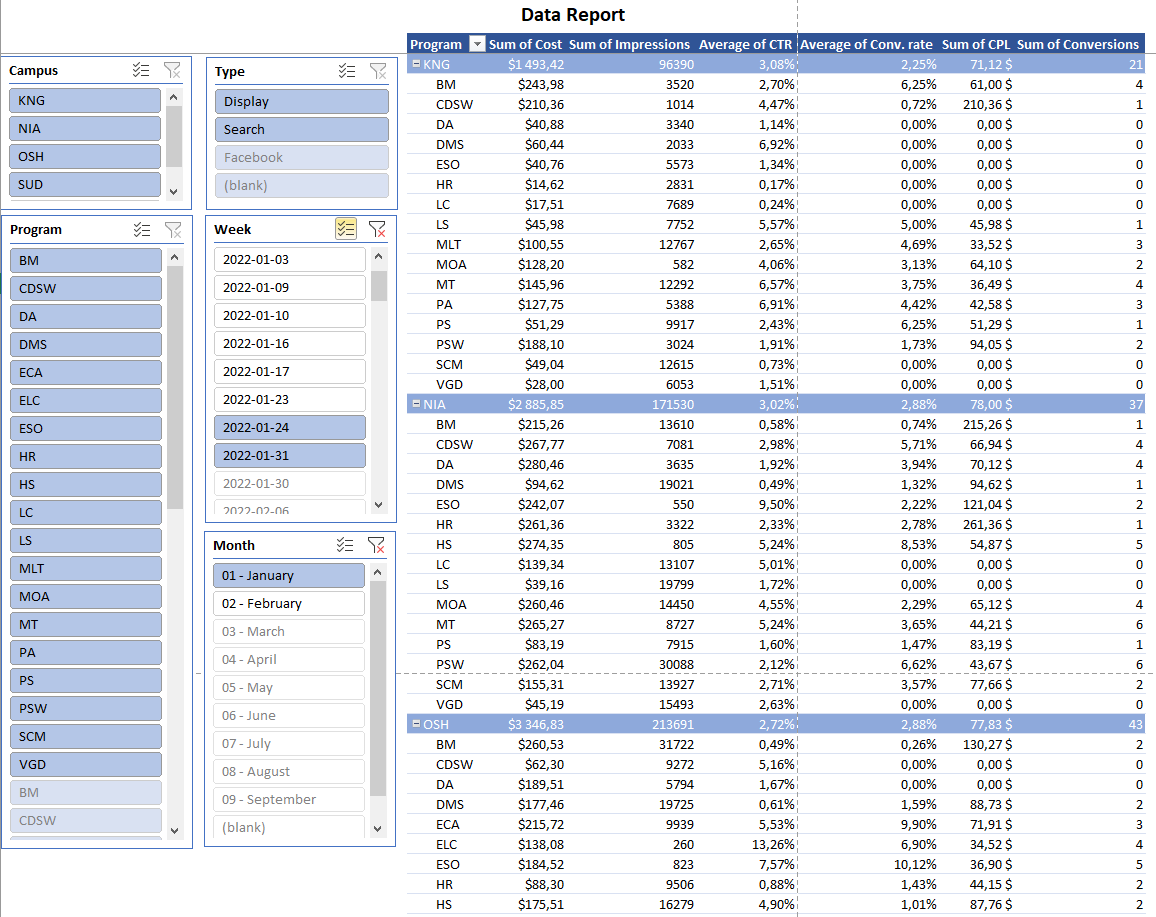 Data Report
Campus
KNG
NIA
OSH
SUD
Type
Display
Search
Facebook
(blank)
Program
BM
CDSW
DA
DMS
ECA
ELC
ESO
HR
HS
LC
LS
MLT
MOA
MT
PA
PS
PSW
SCM
VGD
BM
CDSW
Week
2022-01-03
2022-01-09
2022-01-10
2022-01-16
2022-01-17
2022-01-23
2022-01-24
2022-01-31
2022-01-30
2022-02-06
Month
01 - January
02 - February
03 - March
04 - April
05 - May
06 - June
07 - July
08 - August
09 - September
(blank)
Program Sum of Cost Sum of Impressions Average of CTR Average of Conv. rate Sum of CPL Sum of Conversions
KNG $1 493,42 96390 3,08% 2,25% 71,12 $ 21
BM $243,98 3520 2,70% 6,25% 61,00 $ 4
CDSW $210,36 1014 4,47% 0,72% 210,36 $ 1
DA $40,88 3340 1,14% 0,00% 0,00 $ 0
DMS $60,44 2033 6,92% 0,00% 0,00 $ 0
ESO $40,76 5573 1,34% 0,00% 0,00 $ 0
HR $14,62 2831 0,17% 0,00% 0,00 $ 0
LC $17,51 7689 0,24% 0,00% 0,00 $ 0
LS $45,98 7752 5,57% 5,00% 45,98 $ 1
MLT $100,55 12767 2,65% 4,69% 33,52 $ 3
MOA $128,20 582 4,06% 3,13% 64,10 $ 2
MT $145,96 12292 6,57% 3,75% 36,49 $ 4
PA $127,75 5388 6,91% 4,42% 42,58 $ 3
PS $51,29 9917 2,43% 6,25% 51,29 $ 1
PSW $188,10 3024 1,91% 1,73% 94,05 $ 2
SCM $49,04 12615 0,73% 0,00% 0,00 $ 0
VGD $28,00 6053 1,51% 0,00% 0,00 $ 0
NIA $2 885,85 171530 3,02% 2,88% 78,00 $ 37
BM $215,26 13610 0,58% 0,74% 215,26 $ 1
CDSW $267,77 7081 2,98% 5,71% 66,94 $ 4
DA $280,46 3635 1,92% 3,94% 70,12 $ 4
DMS $94,62 19021 0,49% 1,32% 94,62 $ 1
ESO $242,07 550 9,50% 2,22% 121,04 $ 2
HR $261,36 3322 2,33% 2,78% 261,36 $ 1
HS $274,35 805 5,24% 8,53% 54,87 $ 5
LC $139,34 13107 5,01% 0,00% 0,00 $ 0
LS $39,16 19799 1,72% 0,00% 0,00 $ 0
MOA $260,46 14450 4,55% 2,29% 65,12 $ 4
MT $265,27 8727 5,24% 3,65% 44,21 $ 6
PS $83,19 7915 1,60% 1,47% 83,19 $ 1
PSW $262,04 30088 2,12% 6,62% 43,67 $ 6
SCM $155,31 13927 2,71% 3,57% 77,66 $ 2
VGD $45,19 15493 2,63% 0,00% 0,00 $ 0
OSH $3 346,83 213691 2,72% 2,88% 77,83 $ 43
BM $260,53 31722 0,49% 0,26% 130,27 $ 2
CDSW $62,30 9272 5,16% 0,00% 0,00 $ 0
DA $189,51 5794 1,67% 0,00% 0,00 $ 0
DMS $177,46 19725 0,61% 1,59% 88,73 $ 2
ECA $215,72 9939 5,53% 9,90% 71,91 $ 3
ELC $138,08 260 13,26% 6,90% 34,52 $ 4
ESO $184,52 823 7,57% 10,12% 36,90 $ 5
HR $88,30 9506 0,88% 1,43% 44,15 $ 2
HS $175,51 16279 4,90% 1,01% 87,76 $ 2